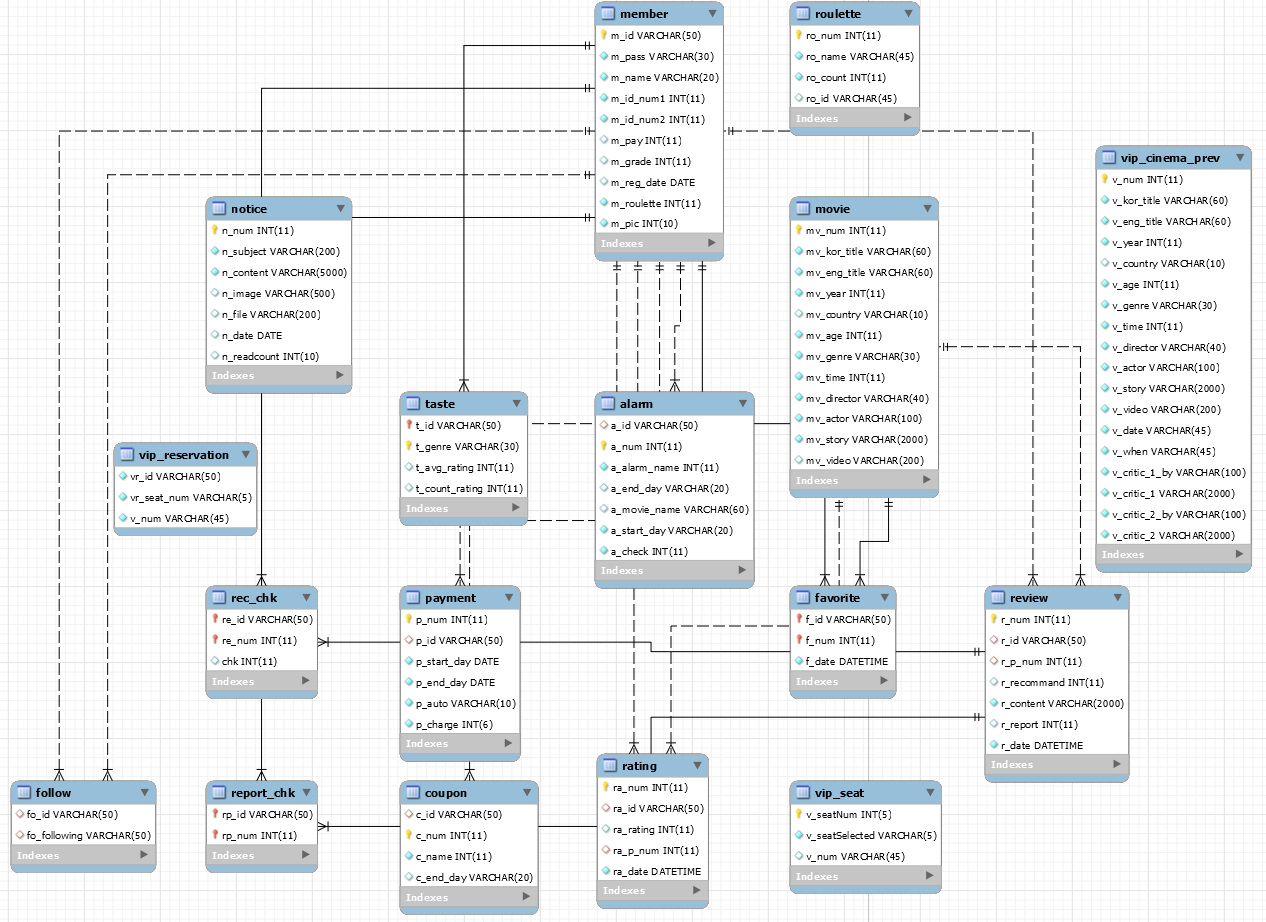 member
m_id VARCHAR(50)
m_pass VARCHAR(30)
m_name VARCHAR(20)
m_id_num1 INT(11)
m_id_num2 INT(11)
m_pay INT(11)
m_grade INT(11)
m_reg_date DATE
m_roulette INT(11)
m_pic INT(10)
Indexes
roulette
ro_num INT(11)
ro_name VARCHAR(45)
ro_count INT(11)
ro_id VARCHAR(45)
Indexes
vip_cinema_prev
v_num INT(11)
v_kor_title VARCHAR(60)
v_eng_title VARCHAR(60)
v_year INT(11)
v_country VARCHAR(10)
v_age INT(11)
v_genre VARCHAR(30)
v_time INT(11)
v_director VARCHAR(40)
v_actor VARCHAR(100)
v_story VARCHAR(2000)
v_video VARCHAR(200)
v_date VARCHAR(45)
v_when VARCHAR(45)
v_critic_1_by VARCHAR(100)
v_critic_1 VARCHAR(2000)
v_critic_2_by VARCHAR(100)
v_critic_2 VARCHAR(2000)
Indexes
notice
n_num INT(11)
n_subject VARCHAR(200)
n_content VARCHAR(5000)
n_image VARCHAR(500)
n_file VARCHAR(200)
n_date DATE
n_readcount INT(10)
Indexes
movie
mv_num INT(11)
mv_kor_title VARCHAR(60)
mv_eng_title VARCHAR(60)
mv_year INT(11)
mv_country VARCHAR(10)
mv_age INT(11)
mv_genre VARCHAR(30)
mv_time INT(11)
mv_director VARCHAR(40)
mv_actor VARCHAR(100)
mv_story VARCHAR(2000)
mv_video VARCHAR(200)
Indexes
taste
t_id VARCHAR(50)
t_genre VARCHAR(30)
t_avg_rating INT(11)
t_count_rating INT(11)
Indexes
alarm
a_id VARCHAR(50)
a_num INT(11)
a_alarm_name INT(11)
a_end_day VARCHAR(20)
a_movie_name VARCHAR(60)
a_start_day VARCHAR(20)
a_check INT(11)
Indexes
vip_reservation
vr_id VARCHAR(50)
vr_seat_num VARCHAR(5)
v_num VARCHAR(45)
rec_chk
re_id VARCHAR(50)
re_num INT(11)
chk INT(11)
Indexes
payment
p_num INT(11)
p_id VARCHAR(50)
p_start_day DATE
p_end_day DATE
p_auto VARCHAR(10)
p_charge INT(6)
Indexes
favorite
f_id VARCHAR(50)
f_num INT(11)
f_date DATETIME
Indexes
review
r_num INT(11)
r_id VARCHAR(50)
r_p_num INT(11)
r_recommand INT(11)
r_content VARCHAR(2000)
r_report INT(11)
r_date DATETIME
Indexes
follow
fo_id VARCHAR(50)
fo_following VARCHAR(50)
Indexes
report_chk
rp_id VARCHAR(50)
rp_num INT(11)
Indexes
coupon
c_id VARCHAR(50)
c_num INT(11)
c_name INT(11)
c_end_day VARCHAR(20)
Indexes
rating
ra_num INT(11)
ra_id VARCHAR(50)
ra_rating INT(11)
ra_p_num INT(11)
ra_date DATETIME
Indexes
vip_seat
v_seatNum INT(5)
v_seatSelected VARCHAR(5)
v_num VARCHAR(45)
Indexes